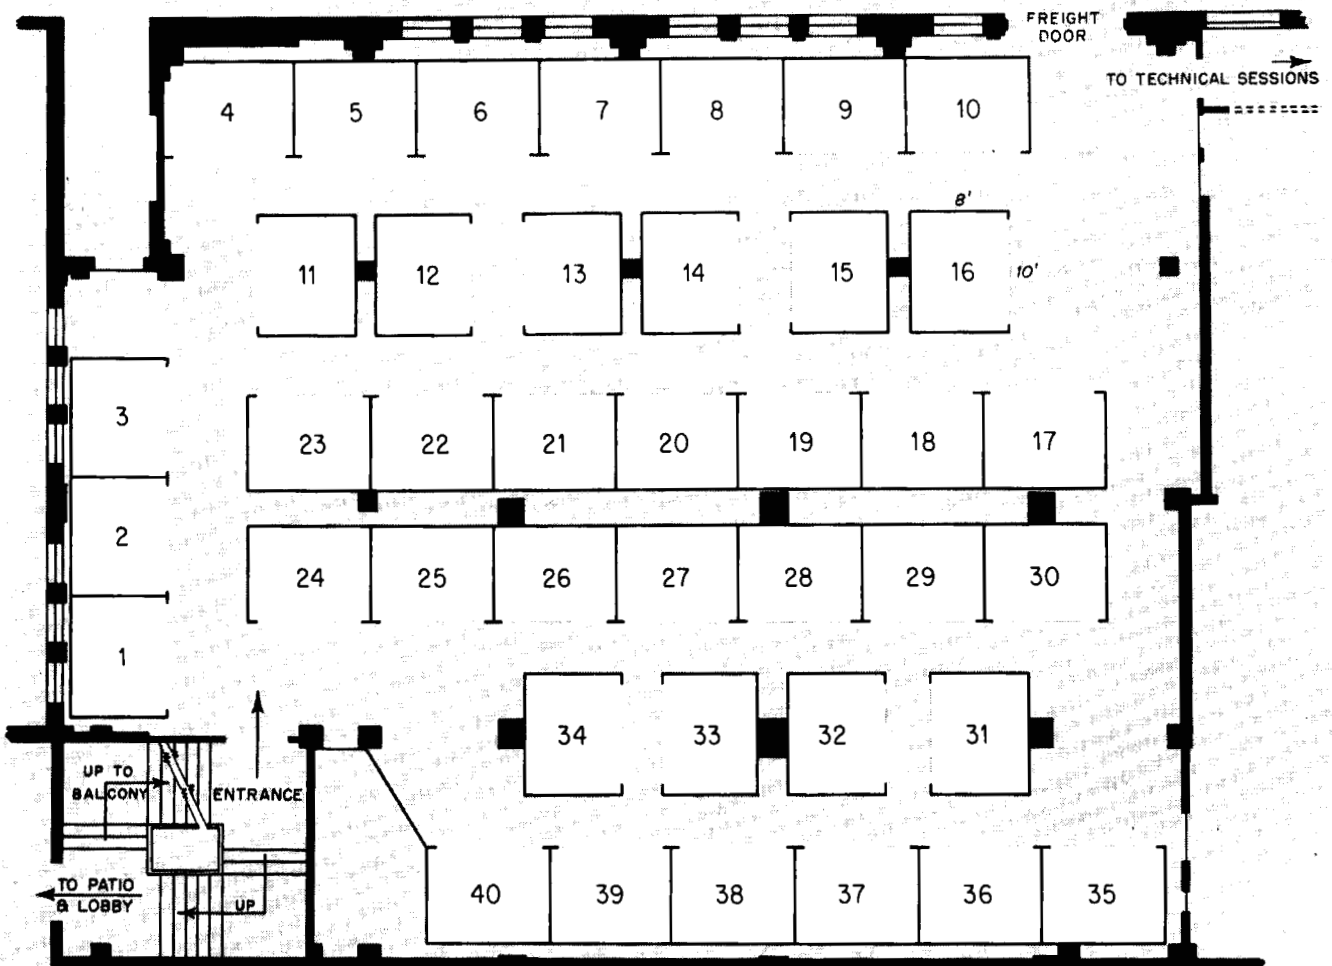 FREIGHT
DOOR
TO TECHNICAL SESSIONS
4 5 6 7 8 9 10
8'
11 12 13 14 15 16 10'
3
23 22 21 20 19 18 17
2
24 25 26 27 28 29 30
1
34 33 32 31
UP TO
BALCONY
ENTRANCE
TO PATIO
& LOBBY
UP
40 39 38 37 36 35